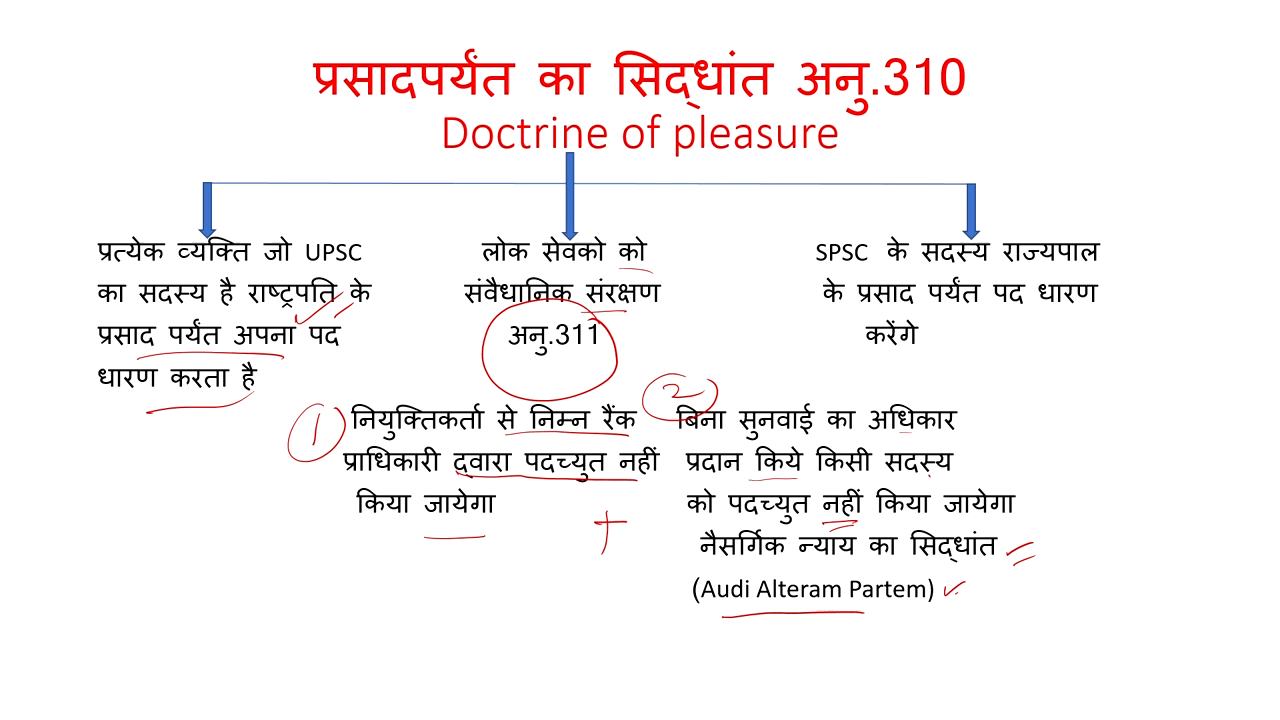 प्रसादपर्यंत का सिद्धांत अनु.310
Doctrine of pleasure
प्रत्येक व्यक्ति जो UPSC
का सदस्य है राष्ट्रपति के
प्रसाद पर्यंत अपना पद
धारण करता है
लोक सेवको को
संवैधानिक संरक्षण
अनु.311
SPSC के सदस्य राज्यपाल
के प्रसाद पर्यंत पद धारण
करेंगे
1
नियुक्तिकर्ता से निम्न रैंक
प्राधिकारी द्वारा पदच्युत नहीं
किया जायेगा
+
2
बिना सुनवाई का अधिकार
प्रदान किये किसी सदस्य
को पदच्युत नहीं किया जायेगा
नैसर्गिक न्याय का सिद्धांत
(Audi Alteram Partem)